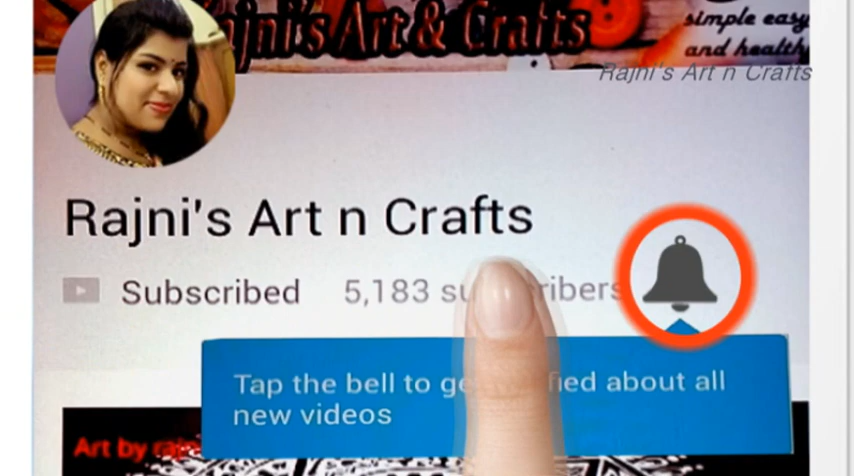 Rajni's Art & Crafts
simple easy
and healthy
Rajni's Art n Crafts
Rajni's Art n Crafts
Subscribed 5,183
Tap the bell to about all
new videos
Art by